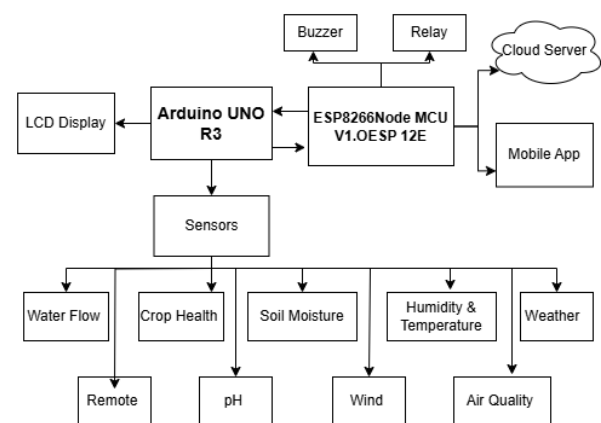 Buzzer
Relay
Cloud Server
LCD Display
Arduino UNO
R3
ESP8266Node MCU
V1.OESP 12E
Mobile App
Sensors
Water Flow
Crop Health
Soil Moisture
Humidity &
Temperature
Weather
Remote
pH
Wind
Air Quality